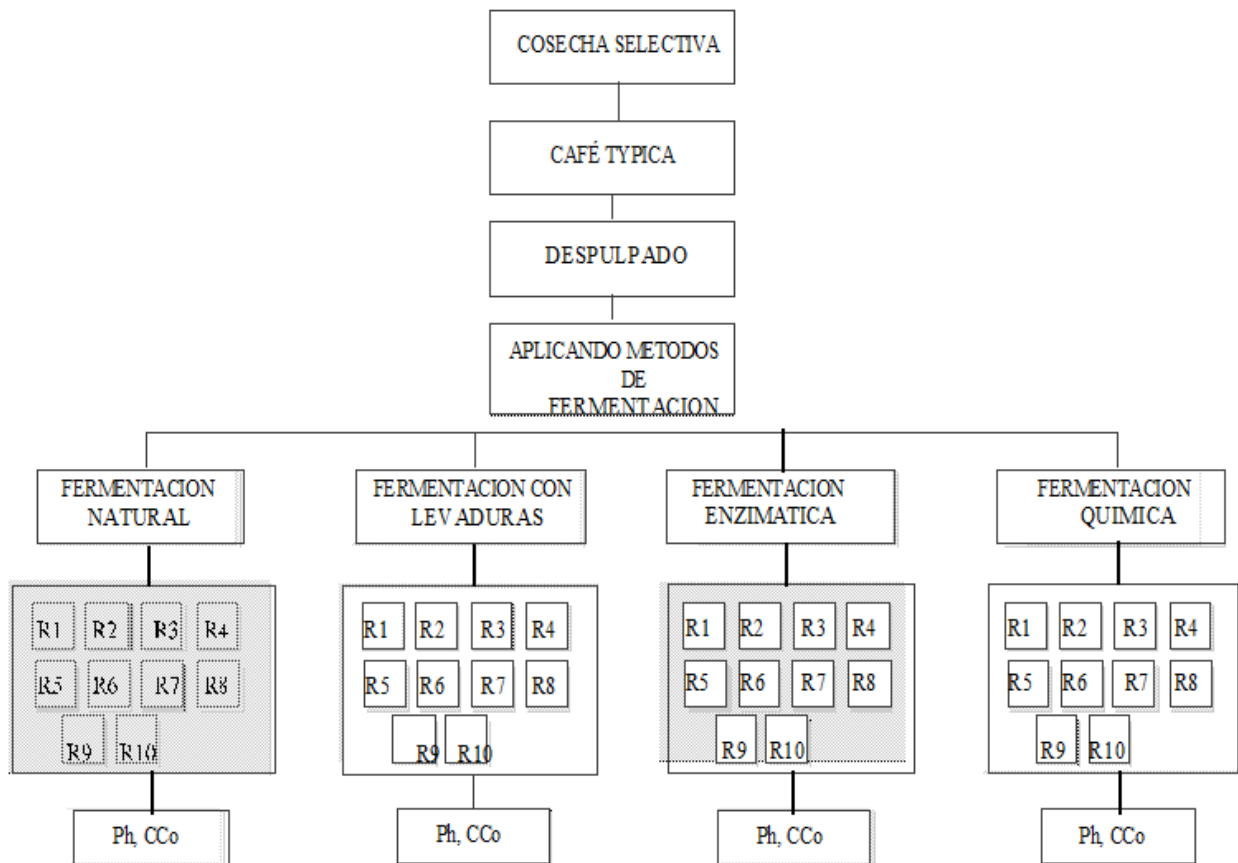 COSECHA SELECTIVA
CAFÉ TYPICA
DESPULPADO
APLICANDO METODOS
DE
FERMENTACION
FERMENTACION
NATURAL
R1 R2 R3 R4
R5 R6 R7 R8
R9 R10
Ph, CCo
FERMENTACION CON
LEVADURAS
R1 R2 R3 R4
R5 R6 R7 R8
R9 R10
Ph, CCo
FERMENTACION
ENZIMATICA
R1 R2 R3 R4
R5 R6 R7 R8
R9 R10
Ph, CCo
FERMENTACION
QUIMICA
R1 R2 R3 R4
R5 R6 R7 R8
R9 R10
Ph, CCo